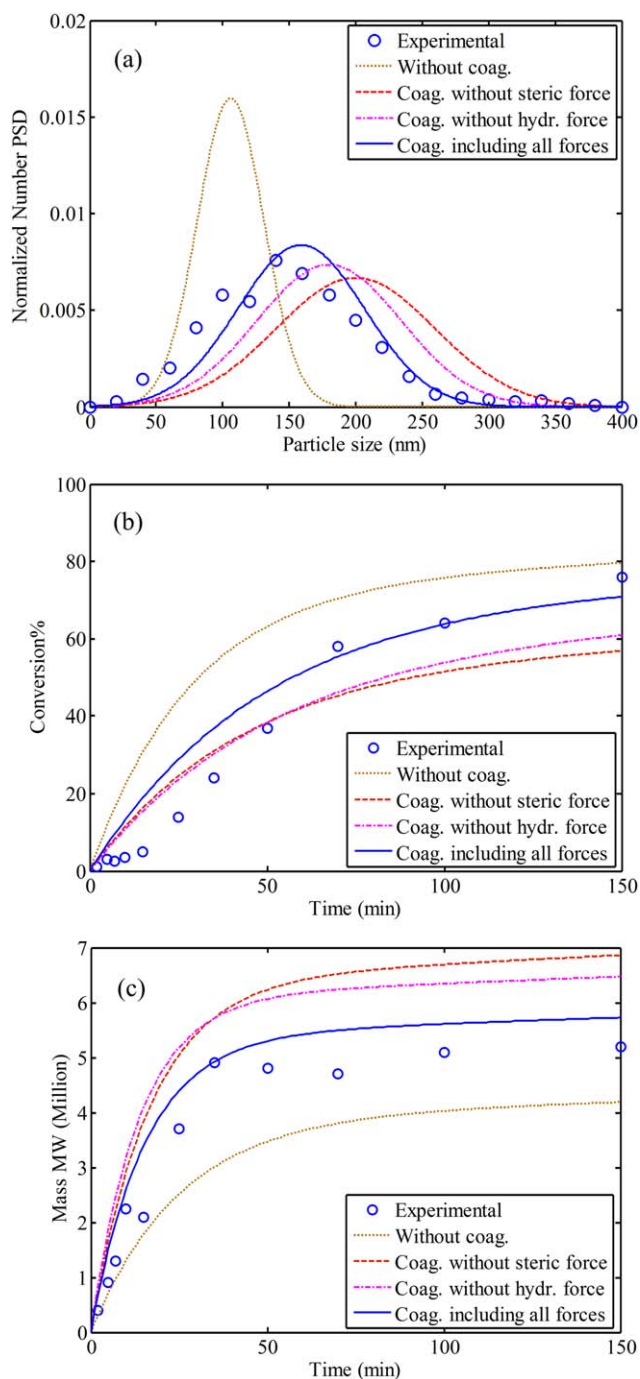 0.02
(a)
Experimental
Without coag.
Coag. without steric force
Coag. without hydr. force
Coag. including all forces
0.015
0.01
0.005
0
Normalized Number PSD
0 50 100 150 200 250 300 350 400
Particle size (nm)
100
(b)
80
60
40
20
0
Conversion%
Experimental
Without coag.
Coag. without steric force
Coag. without hydr. force
Coag. including all forces
0 50 100 150
Time (min)
7
(c)
6
5
4
3
2
1
0
Mass MW (Million)
Experimental
Without coag.
Coag. without steric force
Coag. without hydr. force
Coag. including all forces
0 50 100 150
Time (min)